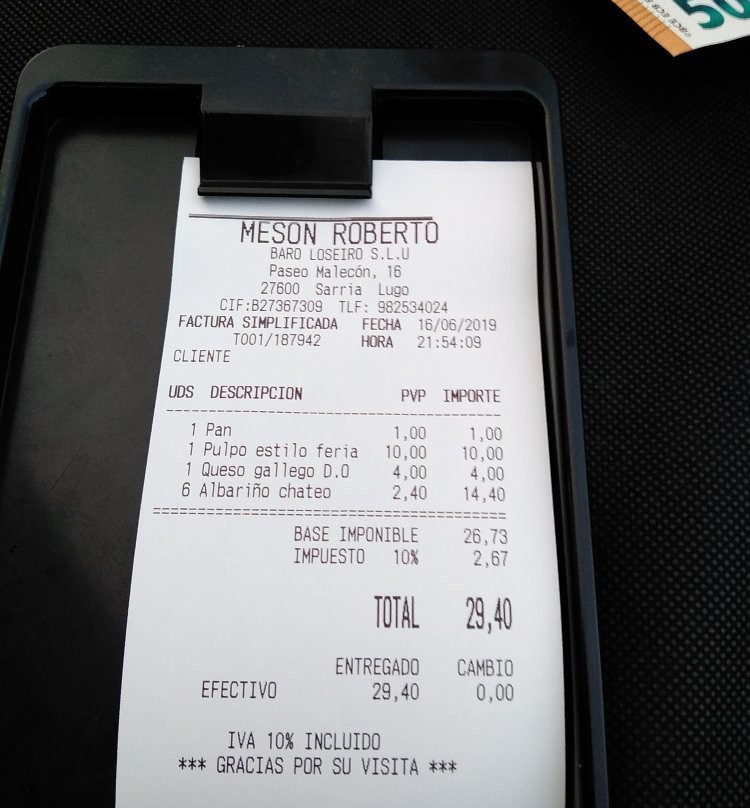 MESON ROBERTO
BARO LOSEIRO S.L.U
Paseo Malecón, 16
27600 Sarria Lugo
CIF:B27367309 TLF: 982534024
FACTURA SIMPLIFICADA FECHA 16/06/2019
T001/187942 HORA 21:54:09
CLIENTE
UDS DESCRIPCION PVP IMPORTE
1 Pan 1,00 1,00
1 Pulpo estilo feria 10,00 10,00
1 Queso gallego D.O 4,00 4,00
6 Albariño chateo 2,40 14,40
BASE IMPONIBLE 26,73
IMPUESTO 10% 2,67
TOTAL 29,40
ENTREGADO CAMBIO
EFECTIVO 29,40 0,00
IVA 10% INCLUIDO
*** GRACIAS POR SU VISITA ***